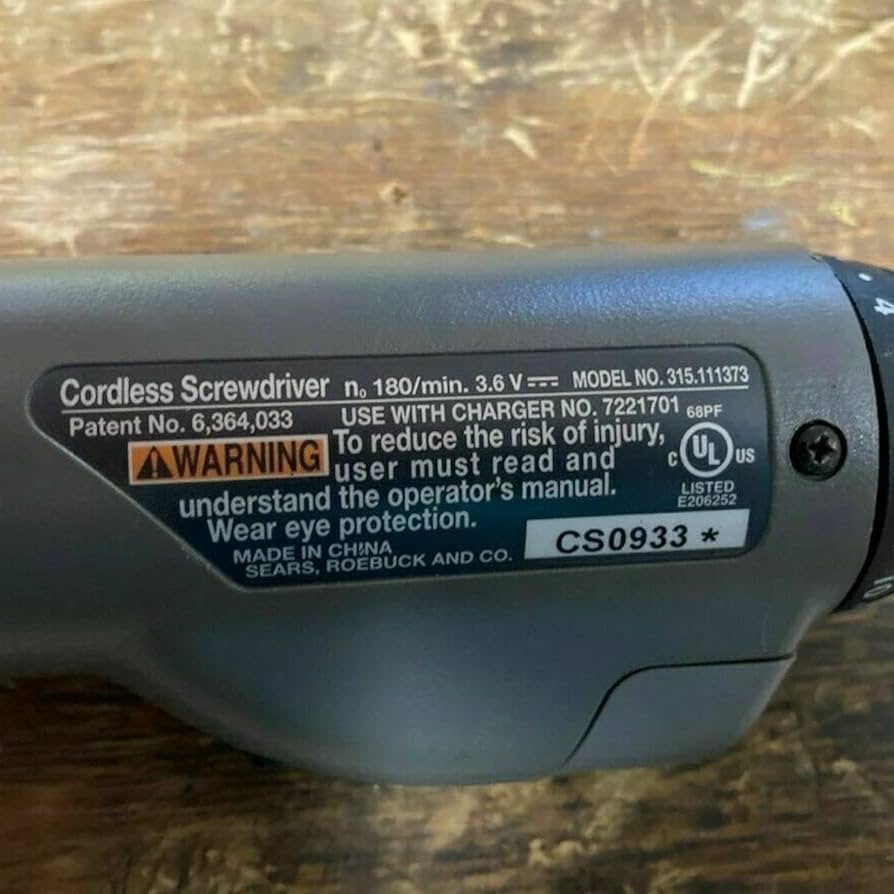 Cordless Screwdriver n₀ 180/min. 3.6 V ⎓ MODEL NO. 315.111373
Patent No. 6,364,033 USE WITH CHARGER NO. 7221701
68PF
WARNING To reduce the risk of injury,
user must read and
understand the operator's manual.
Wear eye protection.
C UL US
LISTED
E206252
MADE IN CHINA
SEARS, ROEBUCK AND CO.
CS0933 *
4
10